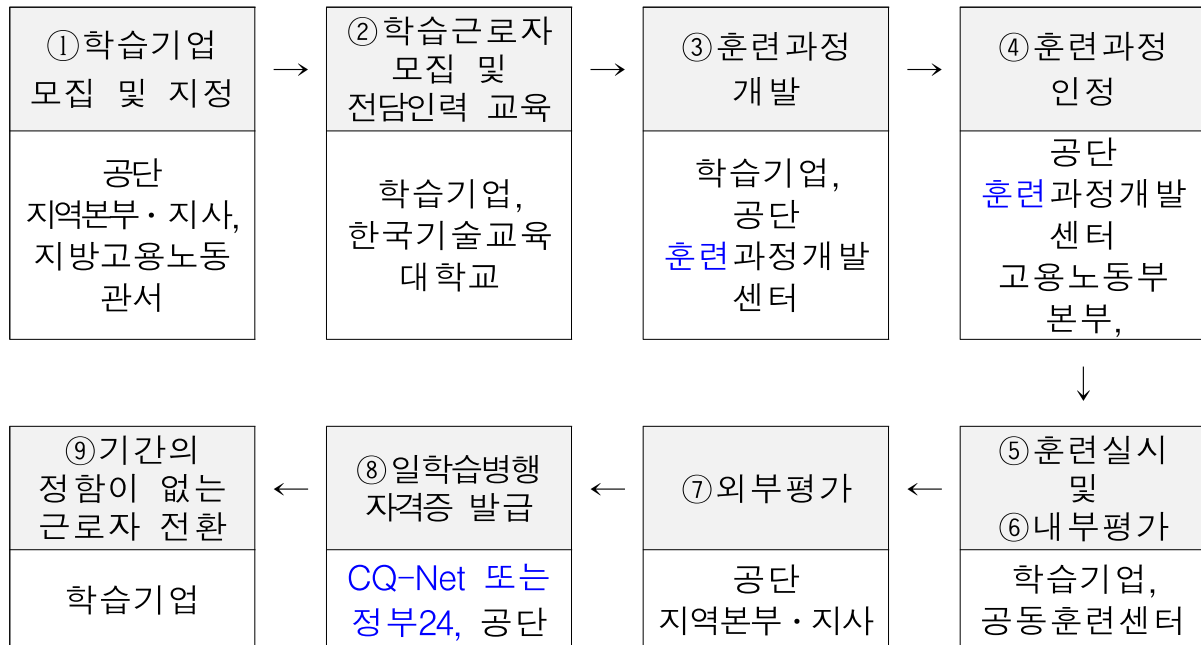 ①학습기업
모집 및 지정
공단
지역본부·지사,
지방고용노동
관서
→
②학습근로자
모집 및
전담인력 교육
학습기업,
한국기술교육
대학교
→
③훈련과정
개발
학습기업,
공단
훈련과정개발
센터
→
④훈련과정
인정
공단
훈련과정개발
센터
고용노동부
본부,
↓
⑤훈련실시
및
⑥내부평가
학습기업,
공동훈련센터
←
⑦외부평가
공단
지역본부·지사
←
⑧일학습병행
자격증 발급
CQ-Net 또는
정부24, 공단
←
⑨기간의
정함이 없는
근로자 전환
학습기업